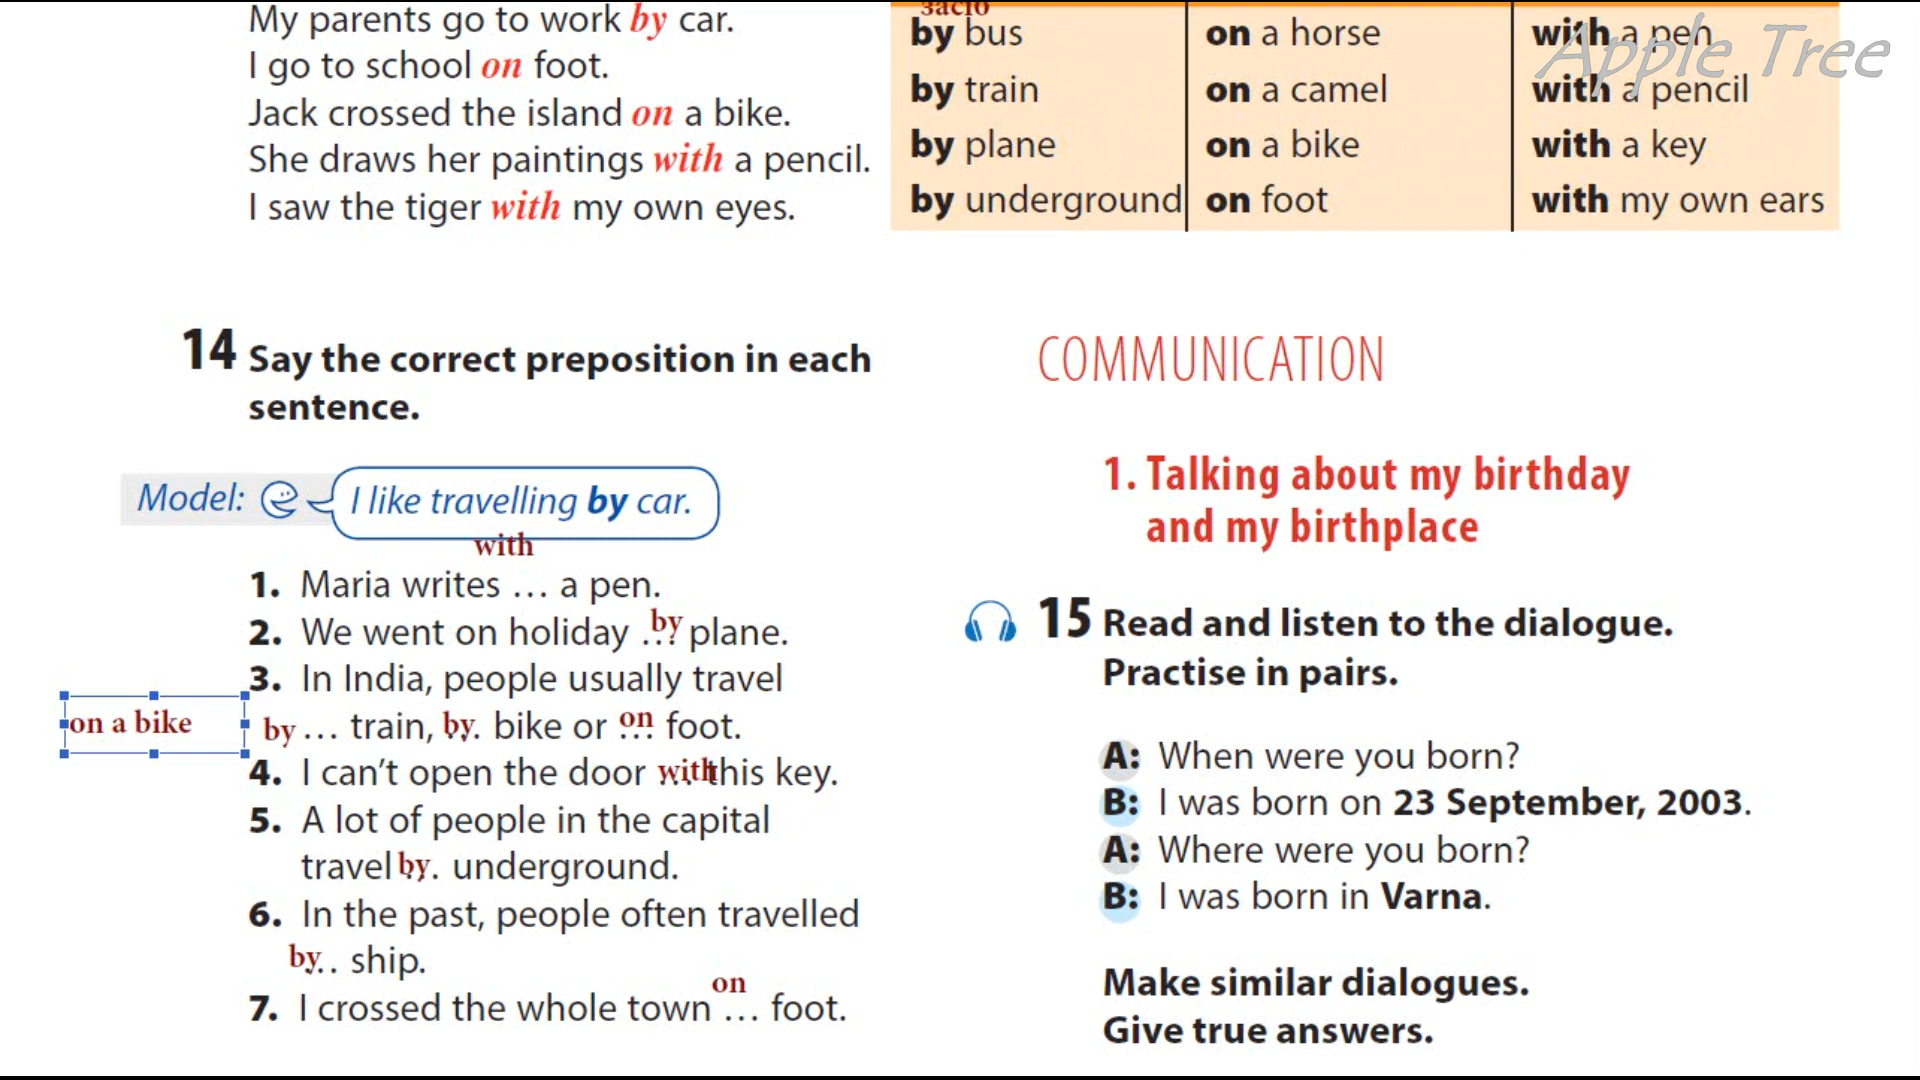 My parents go to work by car.
I go to school on foot.
Jack crossed the island on a bike.
She draws her paintings with a pencil.
I saw the tiger with my own eyes.
by bus on a horse with a pen
by train on a camel with a pencil
by plane on a bike with a key
by underground on foot with my own ears
Apple Tree
14 Say the correct preposition in each
sentence.
Model: I like travelling by car.
with
1. Maria writes … a pen.
2. We went on holiday … by plane.
3. In India, people usually travel
on a bike
by … train, by … bike or on … foot.
4. I can't open the door … with this key.
5. A lot of people in the capital
travel by … underground.
6. In the past, people often travelled
by … ship.
on
7. I crossed the whole town … foot.
COMMUNICATION
1. Talking about my birthday
and my birthplace
15 Read and listen to the dialogue.
Practise in pairs.
A: When were you born?
B: I was born on 23 September, 2003.
A: Where were you born?
B: I was born in Varna.
Make similar dialogues.
Give true answers.